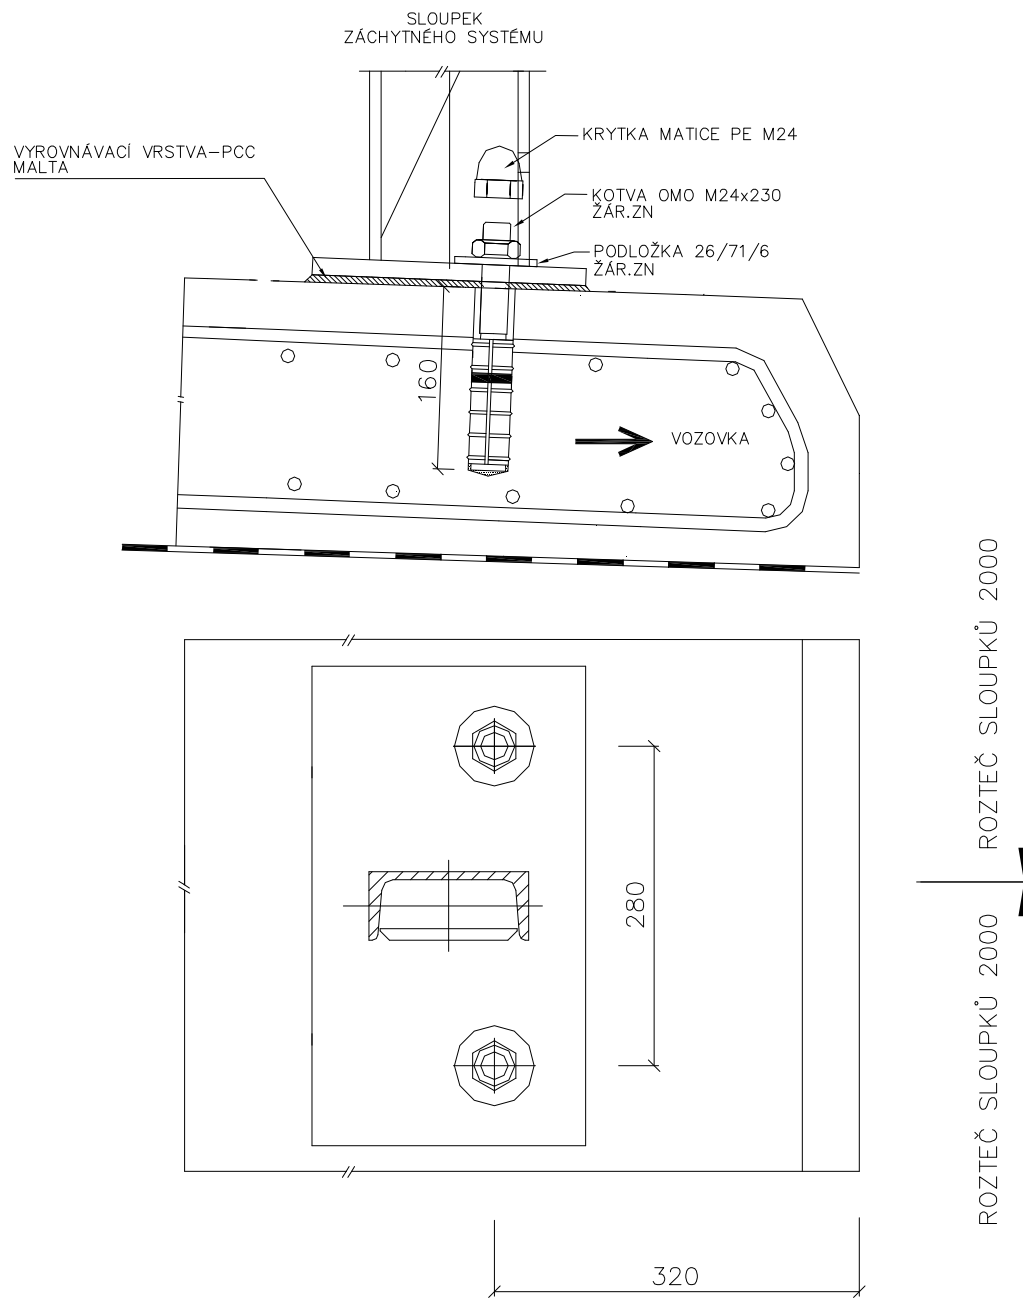 SLOUPEK
ZÁCHYTNÉHO SYSTÉMU
KRYTKA MATICE PE M24
VYROVNÁVACÍ VRSTVA-PCC
MALTA
KOTVA OMO M24x230
ŽÁR.ZN
PODLOŽKA 26/71/6
ŽÁR.ZN
160
VOZOVKA
ROZTEČ SLOUPKŮ 2000
280
ROZTEČ SLOUPKŮ 2000
320